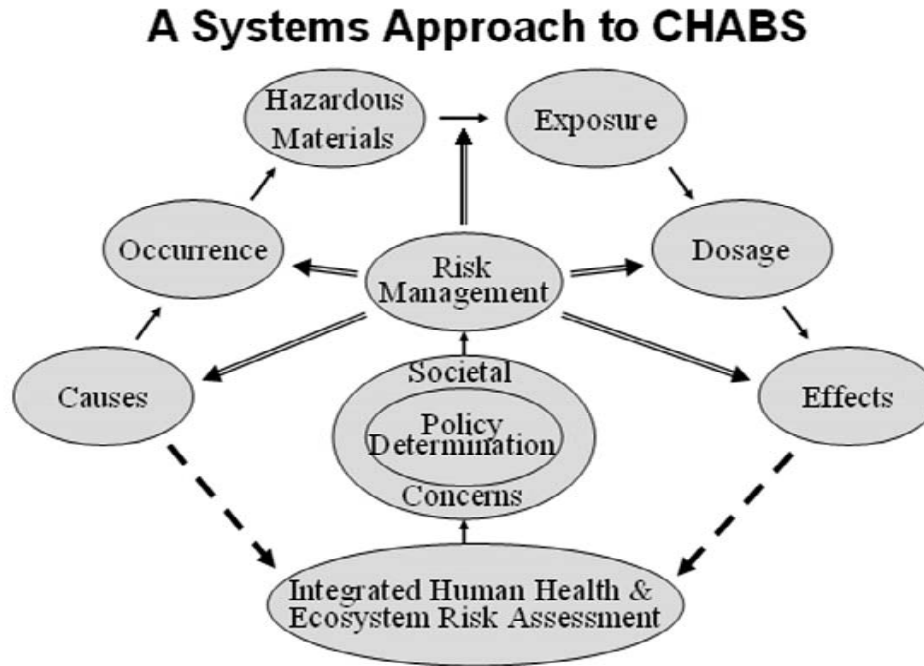 A Systems Approach to CHABS
Hazardous
Materials
Exposure
Occurrence
Risk
Management
Dosage
Causes
Societal
Policy
Determination
Concerns
Effects
Integrated Human Health &
Ecosystem Risk Assessment